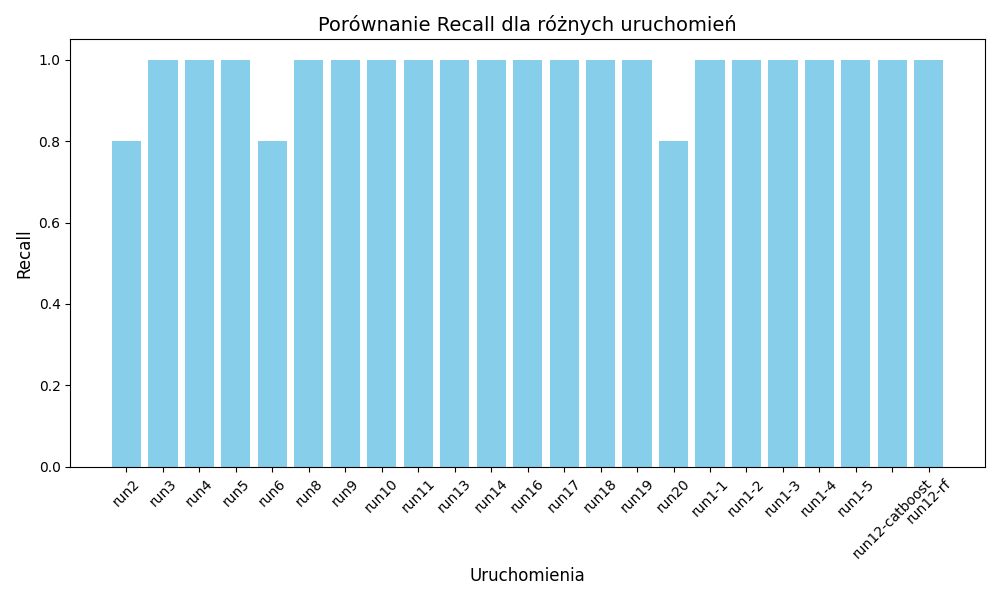 Porównanie Recall dla różnych uruchomień
Recall
1.0
0.8
0.6
0.4
0.2
0.0
run2
run3
run4
run5
run6
run8
run9
run10
run11
run13
run14
run16
run17
run18
run19
run20
run1-1
run1-2
run1-3
run1-4
run1-5
run12-catboost
run12-rf
Uruchomienia